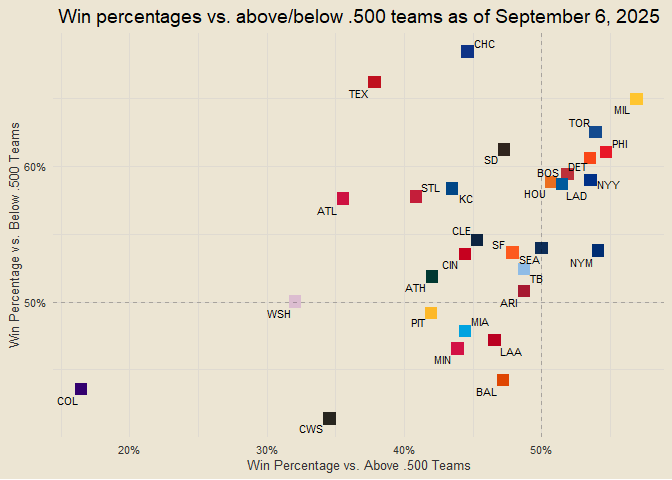 Win percentages vs. above/below .500 teams as of September 6, 2025
CHC
TEX
MIL
TOR
PHI
SD
DET
BOS
60%
NYY
STL
HOU
LAD
KC
ATL
CLE
SF
SEA
NYM
CIN
TB
ATH
ARI
50%
WSH
PIT
MIA
LAA
MIN
BAL
COL
CWS
20%
30%
40%
50%
Win Percentage vs. Above .500 Teams
Win Percentage vs. Below .500 Teams